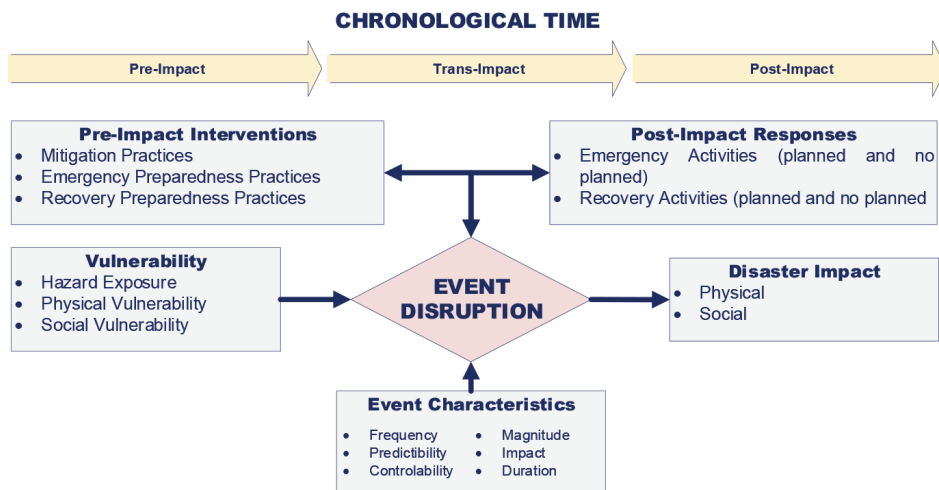 CHRONOLOGICAL TIME
Pre-Impact
Trans-Impact
Post-Impact
Pre-Impact Interventions
• Mitigation Practices
• Emergency Preparedness Practices
• Recovery Preparedness Practices
Post-Impact Responses
• Emergency Activities (planned and no
planned)
• Recovery Activities (planned and no planned
Vulnerability
• Hazard Exposure
• Physical Vulnerability
• Social Vulnerability
EVENT
DISRUPTION
Disaster Impact
• Physical
• Social
Event Characteristics
• Frequency
• Predictibility
• Controlability
• Magnitude
• Impact
• Duration